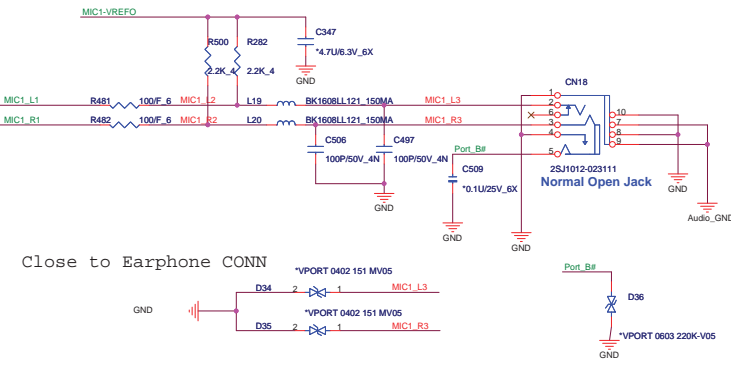 MIC1-VREFO
C347
R500 R282
*4.7U/6.3V_6X
2.2K_4 2.2K_4
GND
CN18
MIC1_L1 R481 100/F_6 MIC1_L2 L19 BK1608LL121_150MA MIC1_L3
MIC1_R1 R482 100/F_6 MIC1_R2 L20 BK1608LL121_150MA MIC1_R3
1
2
6
3
4
5
10
7
8
9
C506 C497
100P/50V_4N 100P/50V_4N
Port_B#
C509
*0.1U/25V_6X
2SJ1012-023111
Normal Open Jack
GND
GND
GND
GND
Audio_GND
Close to Earphone CONN
*VPORT 0402 151 MV05
D34 2 1 MIC1_L3
GND
*VPORT 0402 151 MV05
D35 2 1 MIC1_R3
Port_B#
D36
*VPORT 0603 220K-V05
GND